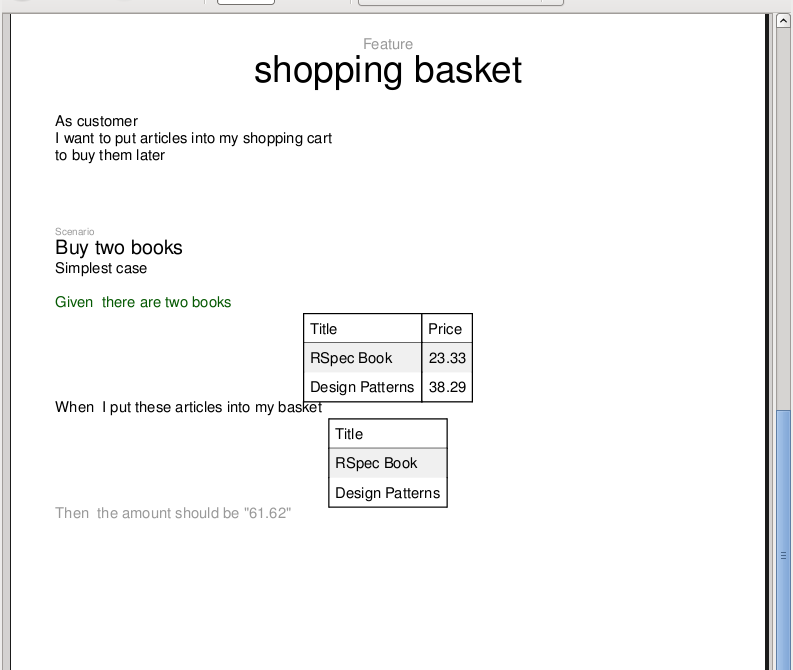 Feature
shopping basket
As customer
I want to put articles into my shopping cart
to buy them later
Scenario
Buy two books
Simplest case
Given  there are two books
Title Price
RSpec Book 23.33
Design Patterns 38.29
When  I put these articles into my basket
Title
RSpec Book
Design Patterns
Then  the amount should be "61.62"